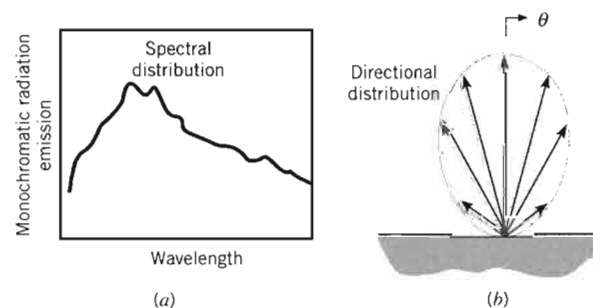 Spectral
distribution
Monochromatic radiation
emission
Wavelength
(a)
θ
Directional
distribution
(b)